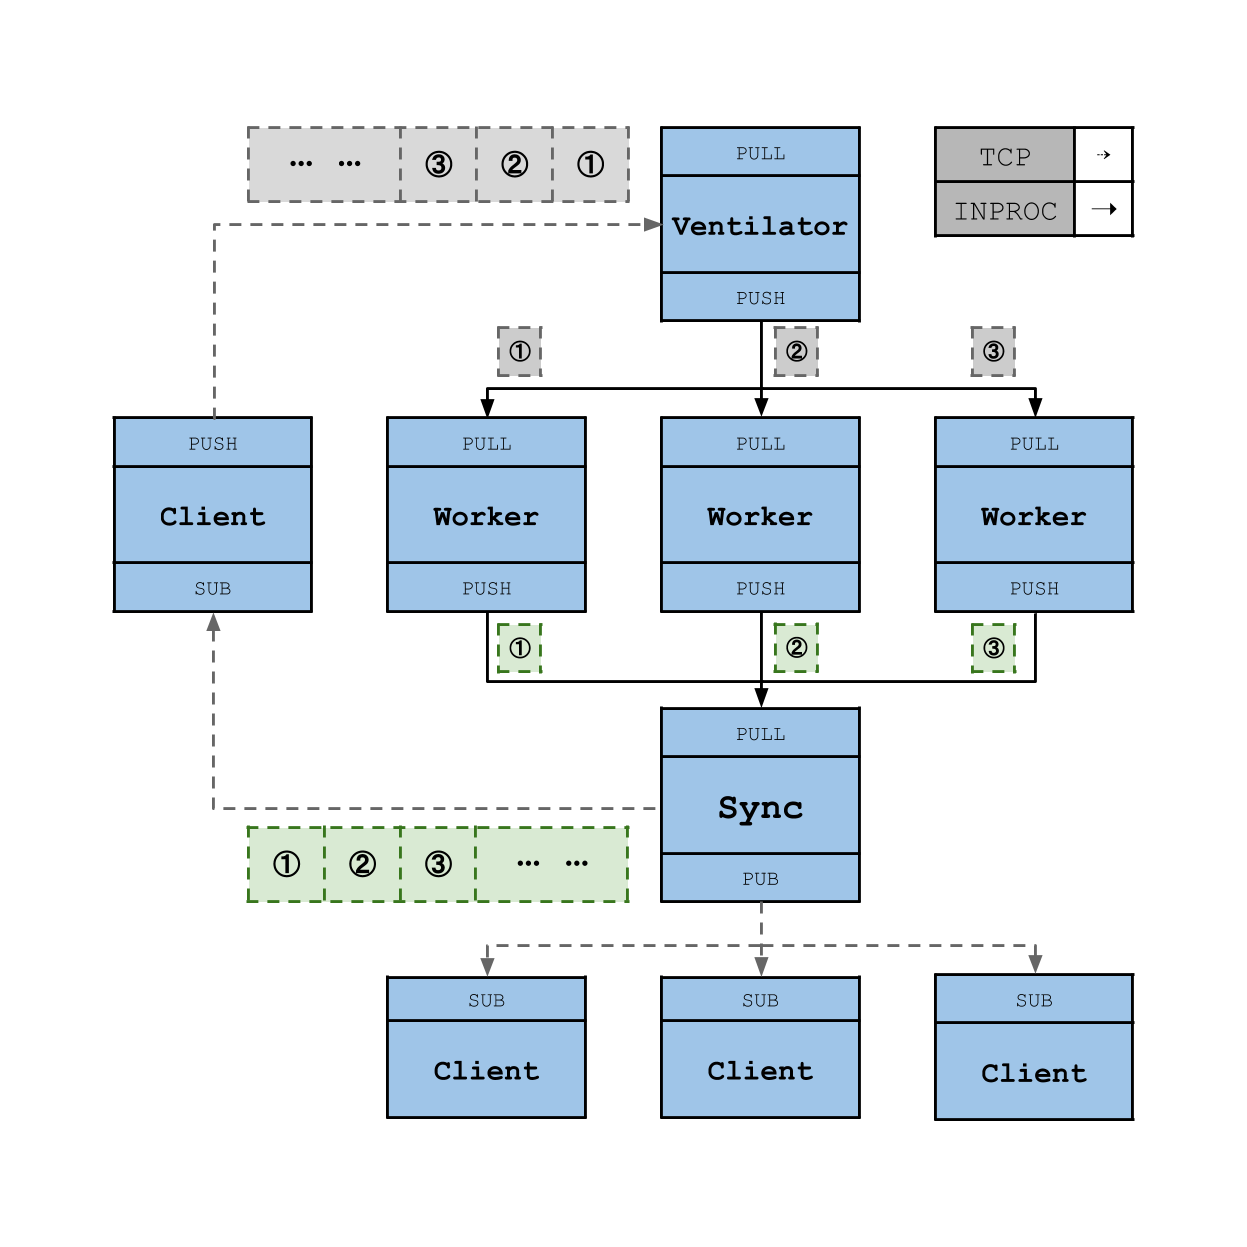 … … ③ ② ①
PULL
Ventilator
PUSH
TCP
INPROC
① ② ③
PUSH
Client
SUB
PULL
Worker
PUSH
PULL
Worker
PUSH
PULL
Worker
PUSH
① ② ③
PULL
Sync
PUB
① ② ③ … …
SUB
Client
SUB
Client
SUB
Client